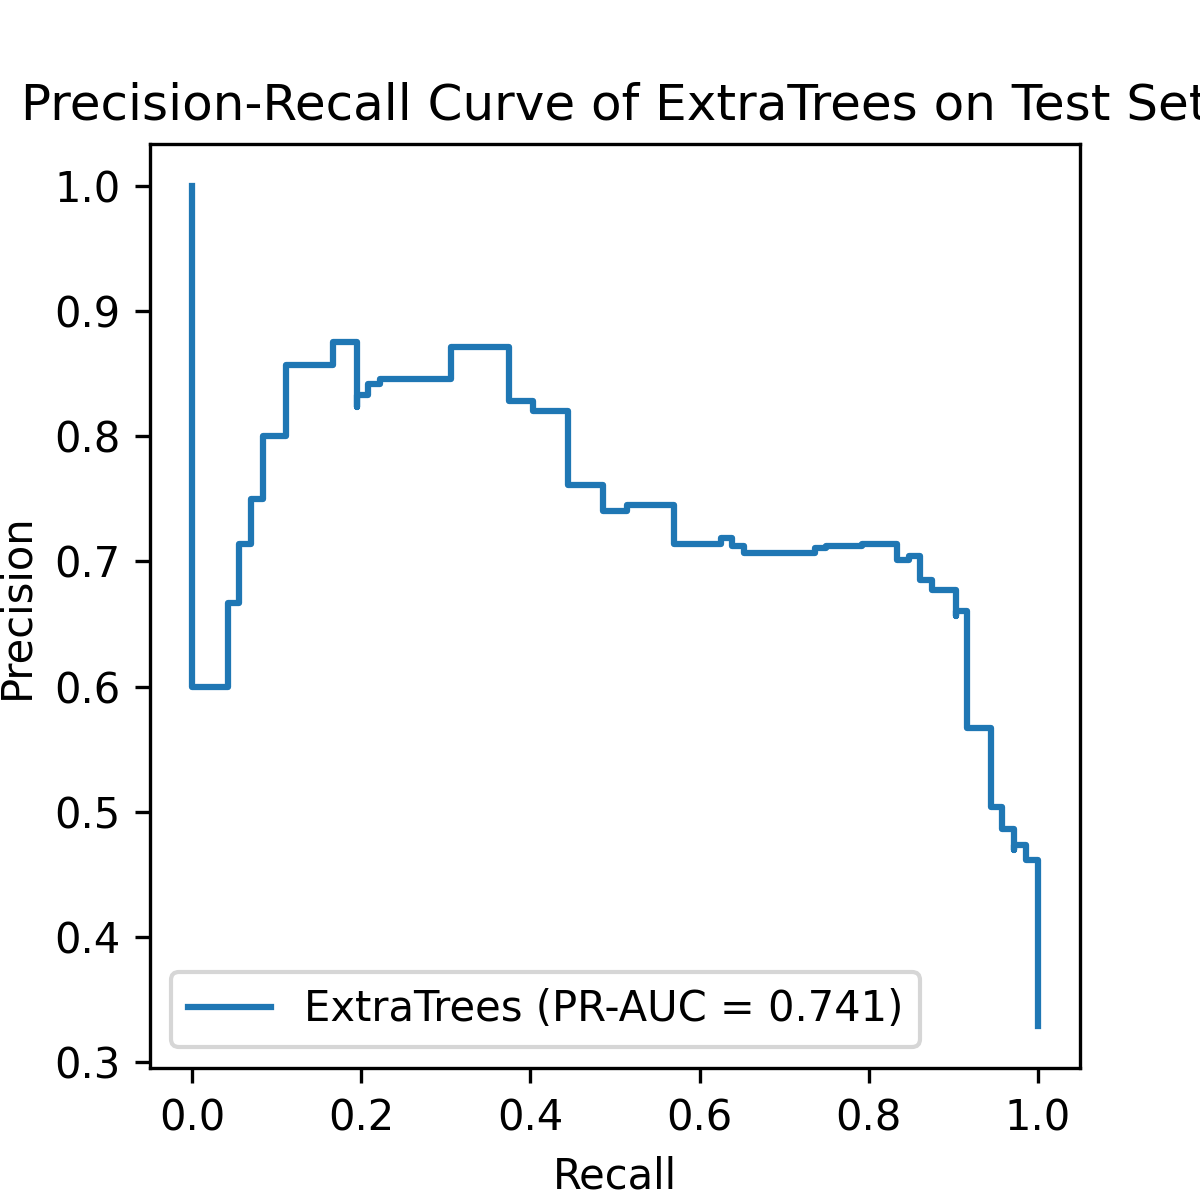 Precision-Recall Curve of ExtraTrees on Test Set
1.0
0.9
0.8
0.7
0.6
0.5
0.4
0.3
Precision
ExtraTrees (PR-AUC = 0.741)
0.0 0.2 0.4 0.6 0.8 1.0
Recall